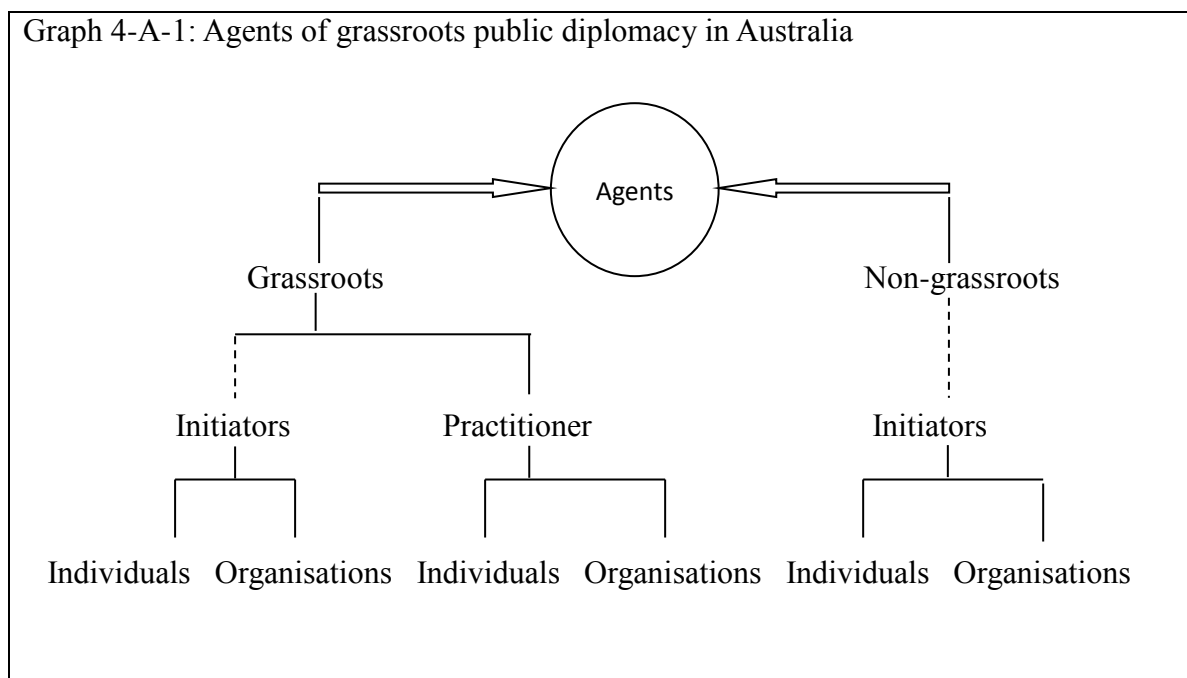 Graph 4-A-1: Agents of grassroots public diplomacy in Australia
Agents
Grassroots Non-grassroots
Initiators Practitioner Initiators
Individuals Organisations Individuals Organisations Individuals Organisations